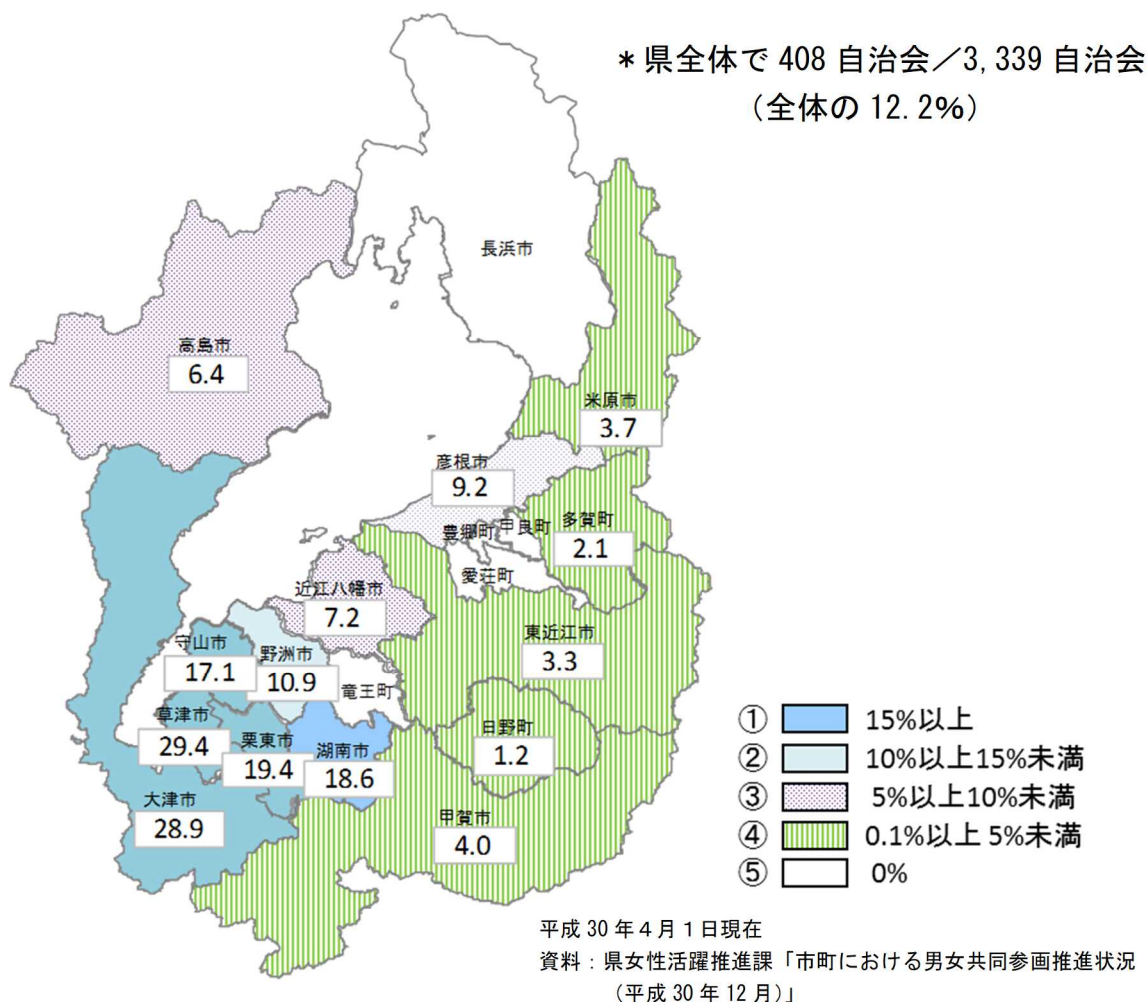 *県全体で 408 自治会/3,339 自治会
(全体の 12.2%)
長浜市
高島市
6.4
米原市
3.7
彦根市
9.2
豊郷町
甲良町
多賀町
2.1
愛荘町
近江八幡市
7.2
東近江市
3.3
守山市
17.1
野洲市
10.9
竜王町
草津市
29.4
栗東市
19.4
湖南市
18.6
日野町
1.2
大津市
28.9
甲賀市
4.0
① 15%以上
② 10%以上15%未満
③ 5%以上10%未満
④ 0.1%以上 5%未満
⑤ 0%
平成 30 年4月1日現在
資料:県女性活躍推進課「市町における男女共同参画推進状況
(平成 30 年 12 月)」